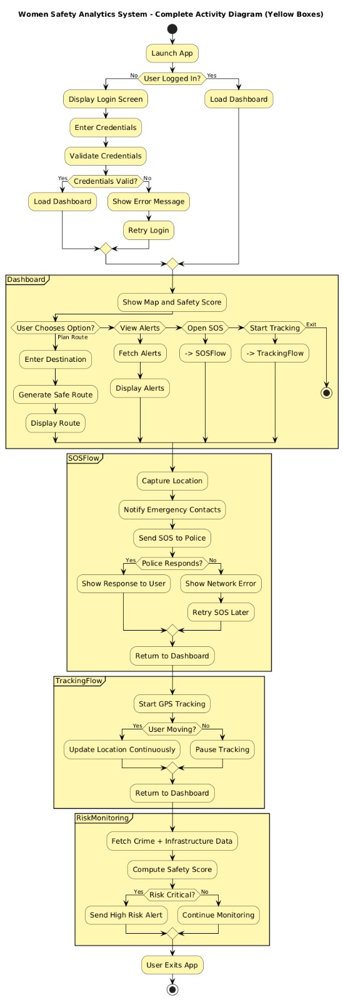 Women Safety Analytics System - Complete Activity Diagram (Yellow Boxes)
Launch App
No
User Logged In?
Yes
Display Login Screen
Load Dashboard
Enter Credentials
Validate Credentials
Yes
Credentials Valid?
No
Load Dashboard
Show Error Message
Retry Login
Dashboard
Show Map and Safety Score
User Chooses Option?
View Alerts
Open SOS
Start Tracking
Exit
Plan Route
Enter Destination
Fetch Alerts
-> SOSFlow
-> TrackingFlow
Generate Safe Route
Display Alerts
Display Route
SOSFlow
Capture Location
Notify Emergency Contacts
Send SOS to Police
Yes
Police Responds?
No
Show Response to User
Show Network Error
Retry SOS Later
Return to Dashboard
TrackingFlow
Start GPS Tracking
Yes
User Moving?
No
Update Location Continuously
Pause Tracking
Return to Dashboard
RiskMonitoring
Fetch Crime + Infrastructure Data
Compute Safety Score
Yes
Risk Critical?
No
Send High Risk Alert
Continue Monitoring
User Exits App